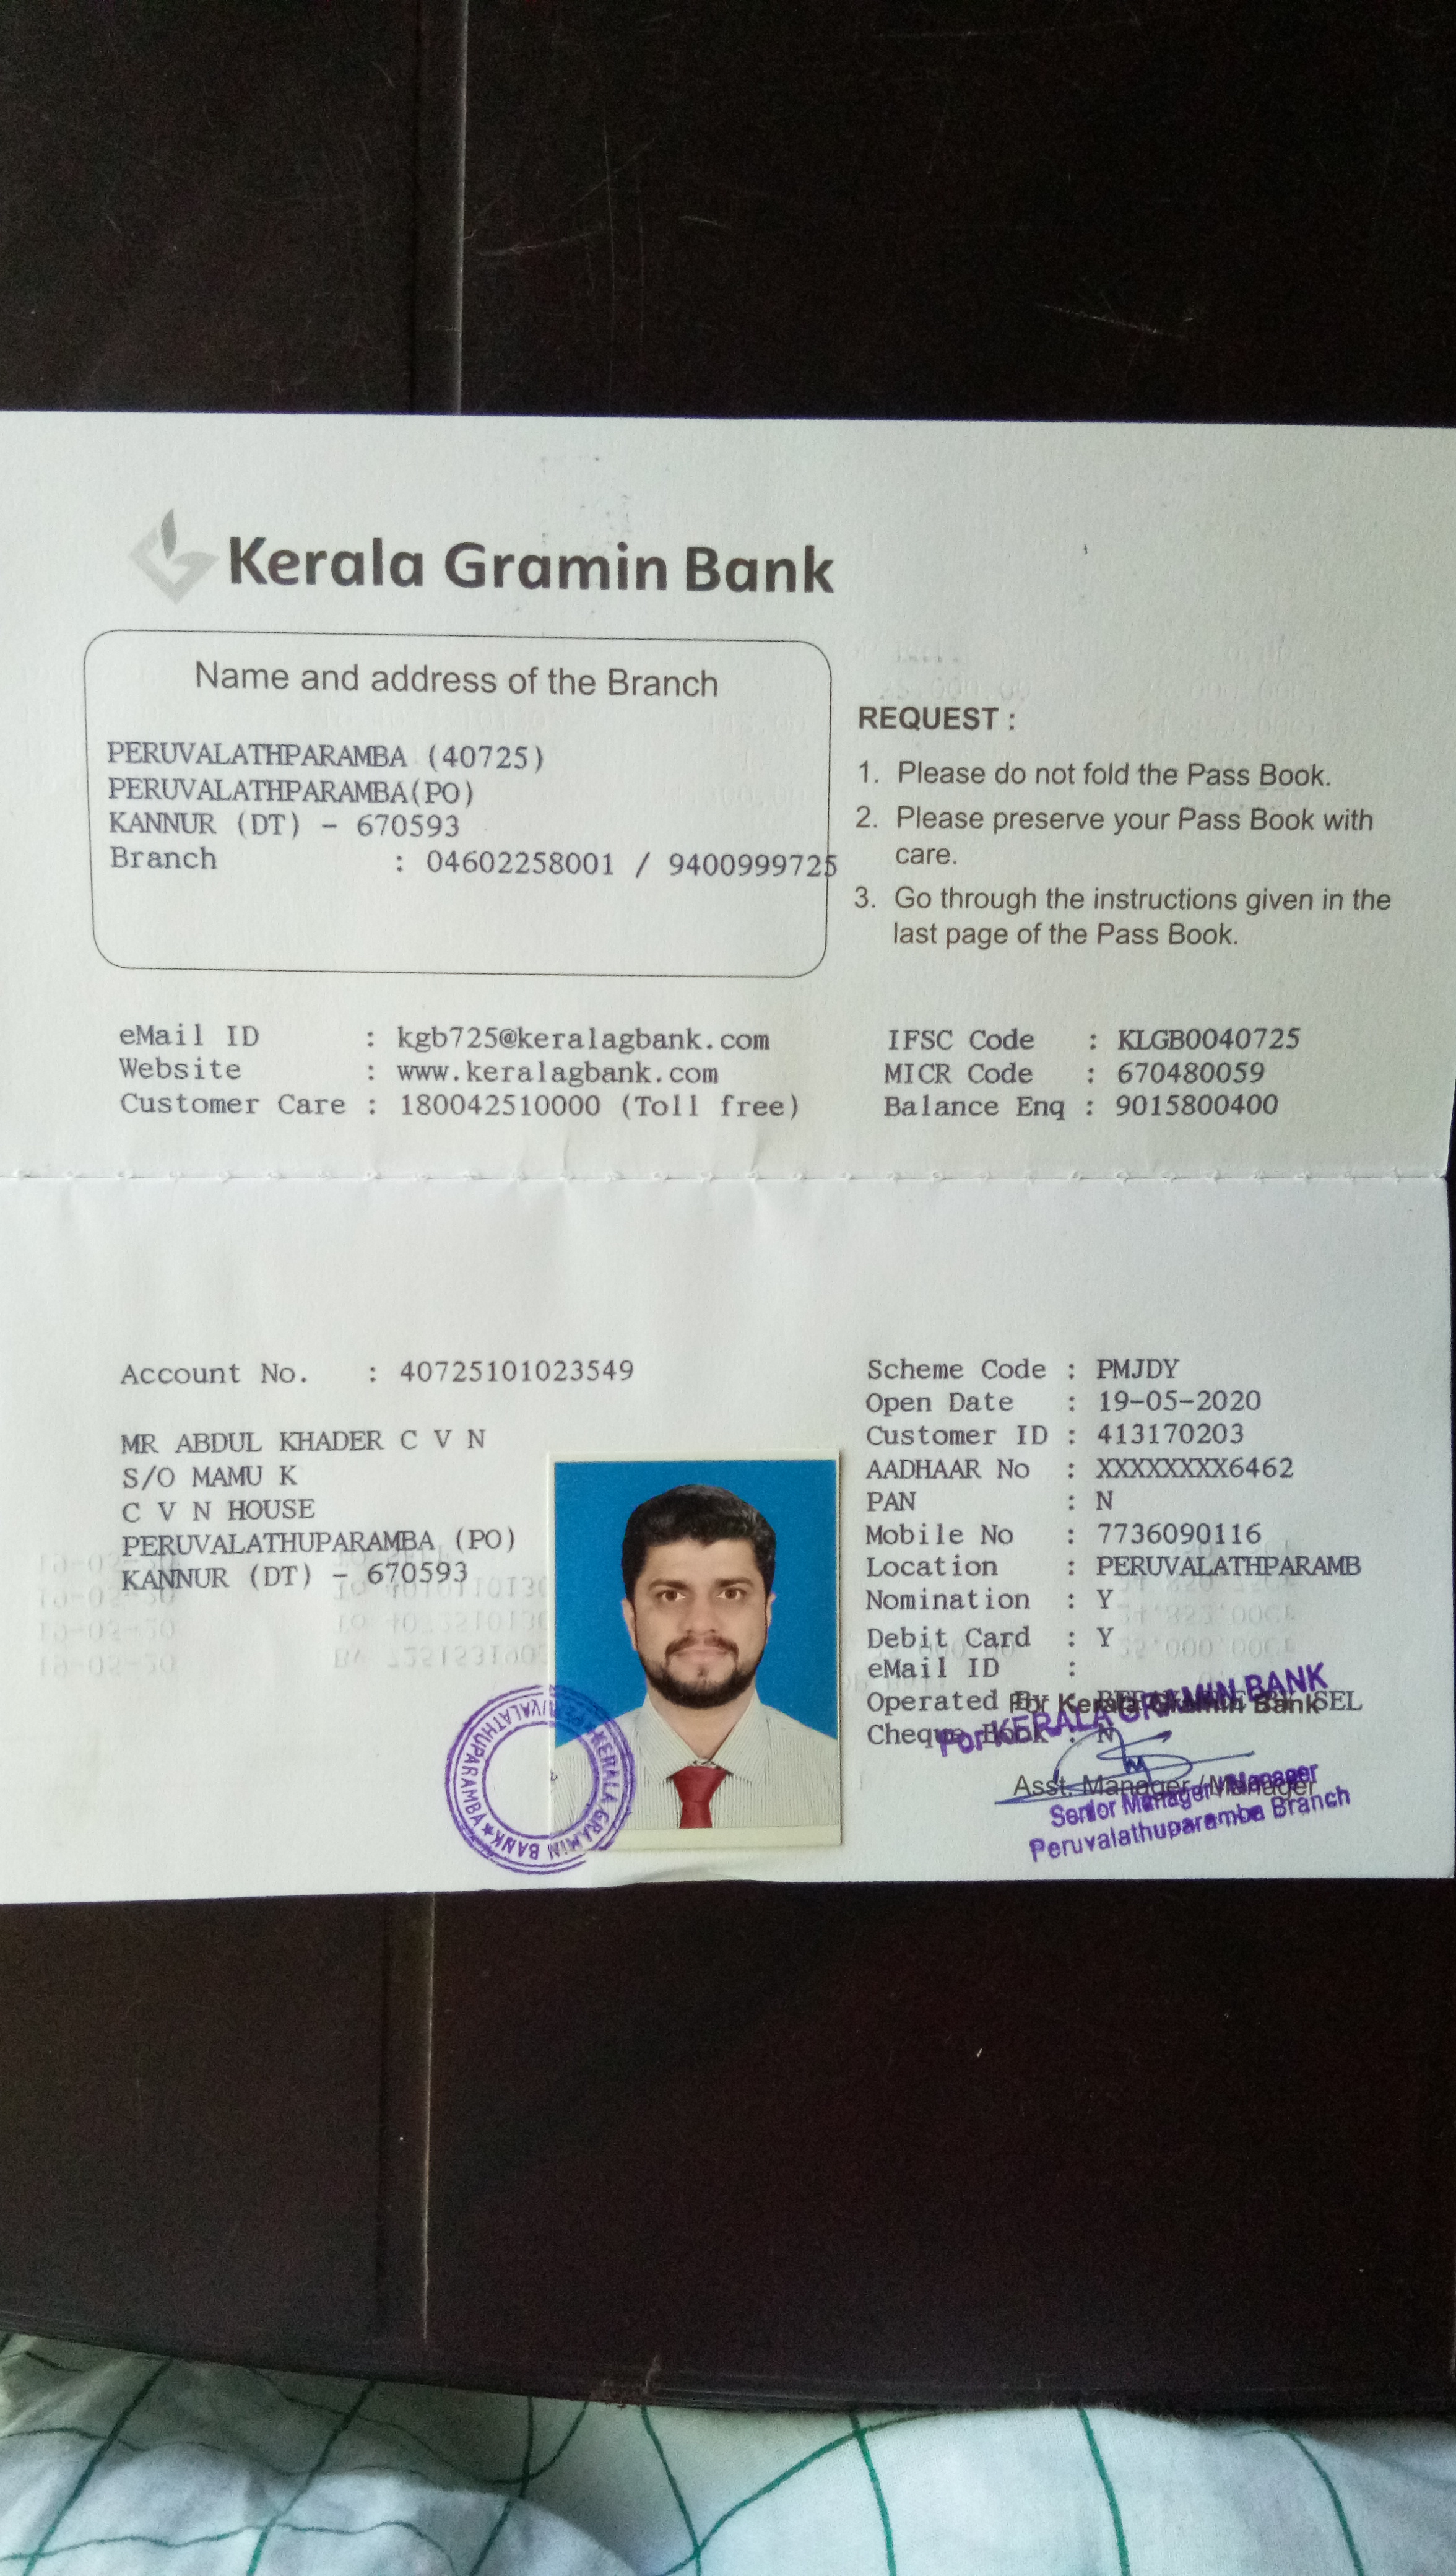 Kerala Gramin Bank
Name and address of the Branch
PERUVALATHPARAMBA (40725)
PERUVALATHPARAMBA(PO)
KANNUR (DT) - 670593
Branch : 04602258001 / 9400999725
REQUEST :
1. Please do not fold the Pass Book.
2. Please preserve your Pass Book with
care.
3. Go through the instructions given in the
last page of the Pass Book.
eMail ID : kgb725@keralagbank.com
Website : www.keralagbank.com
Customer Care : 180042510000 (Toll free)
IFSC Code : KLGB0040725
MICR Code : 670480059
Balance Enq : 9015800400
Account No. : 40725101023549
MR ABDUL KHADER C V N
S/O MAMU K
C V N HOUSE
PERUVALATHUPARAMBA (PO)
KANNUR (DT) - 670593
Scheme Code : PMJDY
Open Date : 19-05-2020
Customer ID : 413170203
AADHAAR No : XXXXXXXX6462
PAN : N
Mobile No : 7736090116
Location : PERUVALATHPARAMB
Nomination : Y
Debit Card : Y
eMail ID :
Operated By : SEL
For Kerala Gramin Bank
Cheque Book : N
For KERALA GRAMIN BANK
Asst. Manager / Manager
Senior Manager / Manager
Peruvalathuparamba Branch
KERALA GRAMIN BANK ★ PERUVALATHUPARAMBA ★